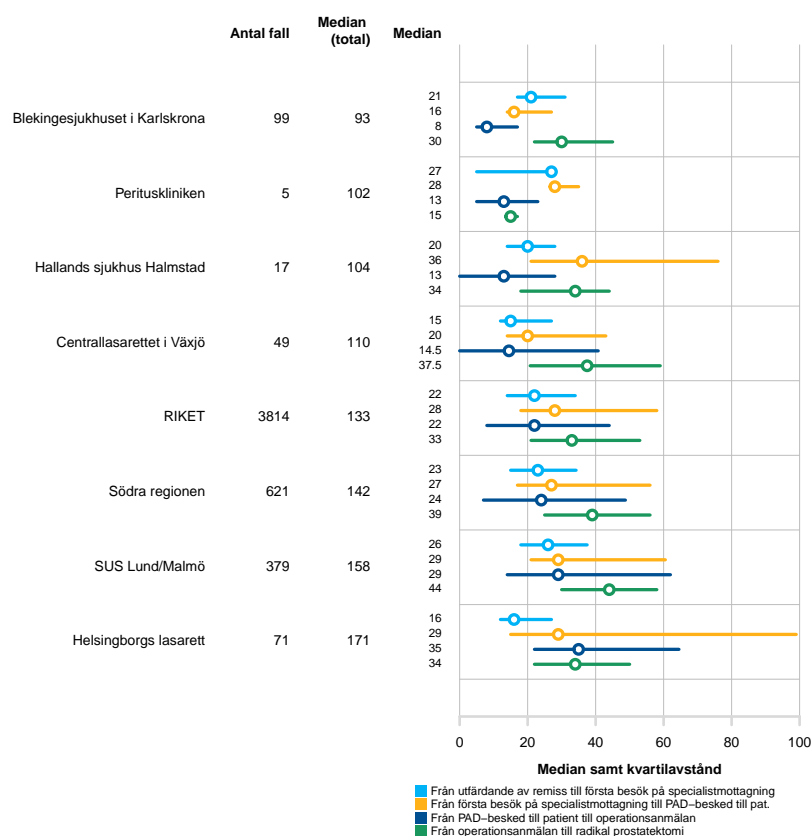 Antal fall Median (total) Median
21
16
Blekingesjukhuset i Karlskrona 99 93
8
30
27
28
Perituskliniken 5 102
13
15
20
36
Hallands sjukhus Halmstad 17 104
13
34
15
20
Centrallasarettet i Växjö 49 110
14.5
37.5
22
28
RIKET 3814 133
22
33
23
27
Södra regionen 621 142
24
39
26
29
SUS Lund/Malmö 379 158
29
44
16
29
Helsingborgs lasarett 71 171
35
34
0 20 40 60 80 100
Median samt kvartilavstånd
Från utfärdande av remiss till första besök på specialistmottagning
Från första besök på specialistmottagning till PAD−besked till pat.
Från PAD−besked till patient till operationsanmälan
Från operationsanmälan till radikal prostatektomi